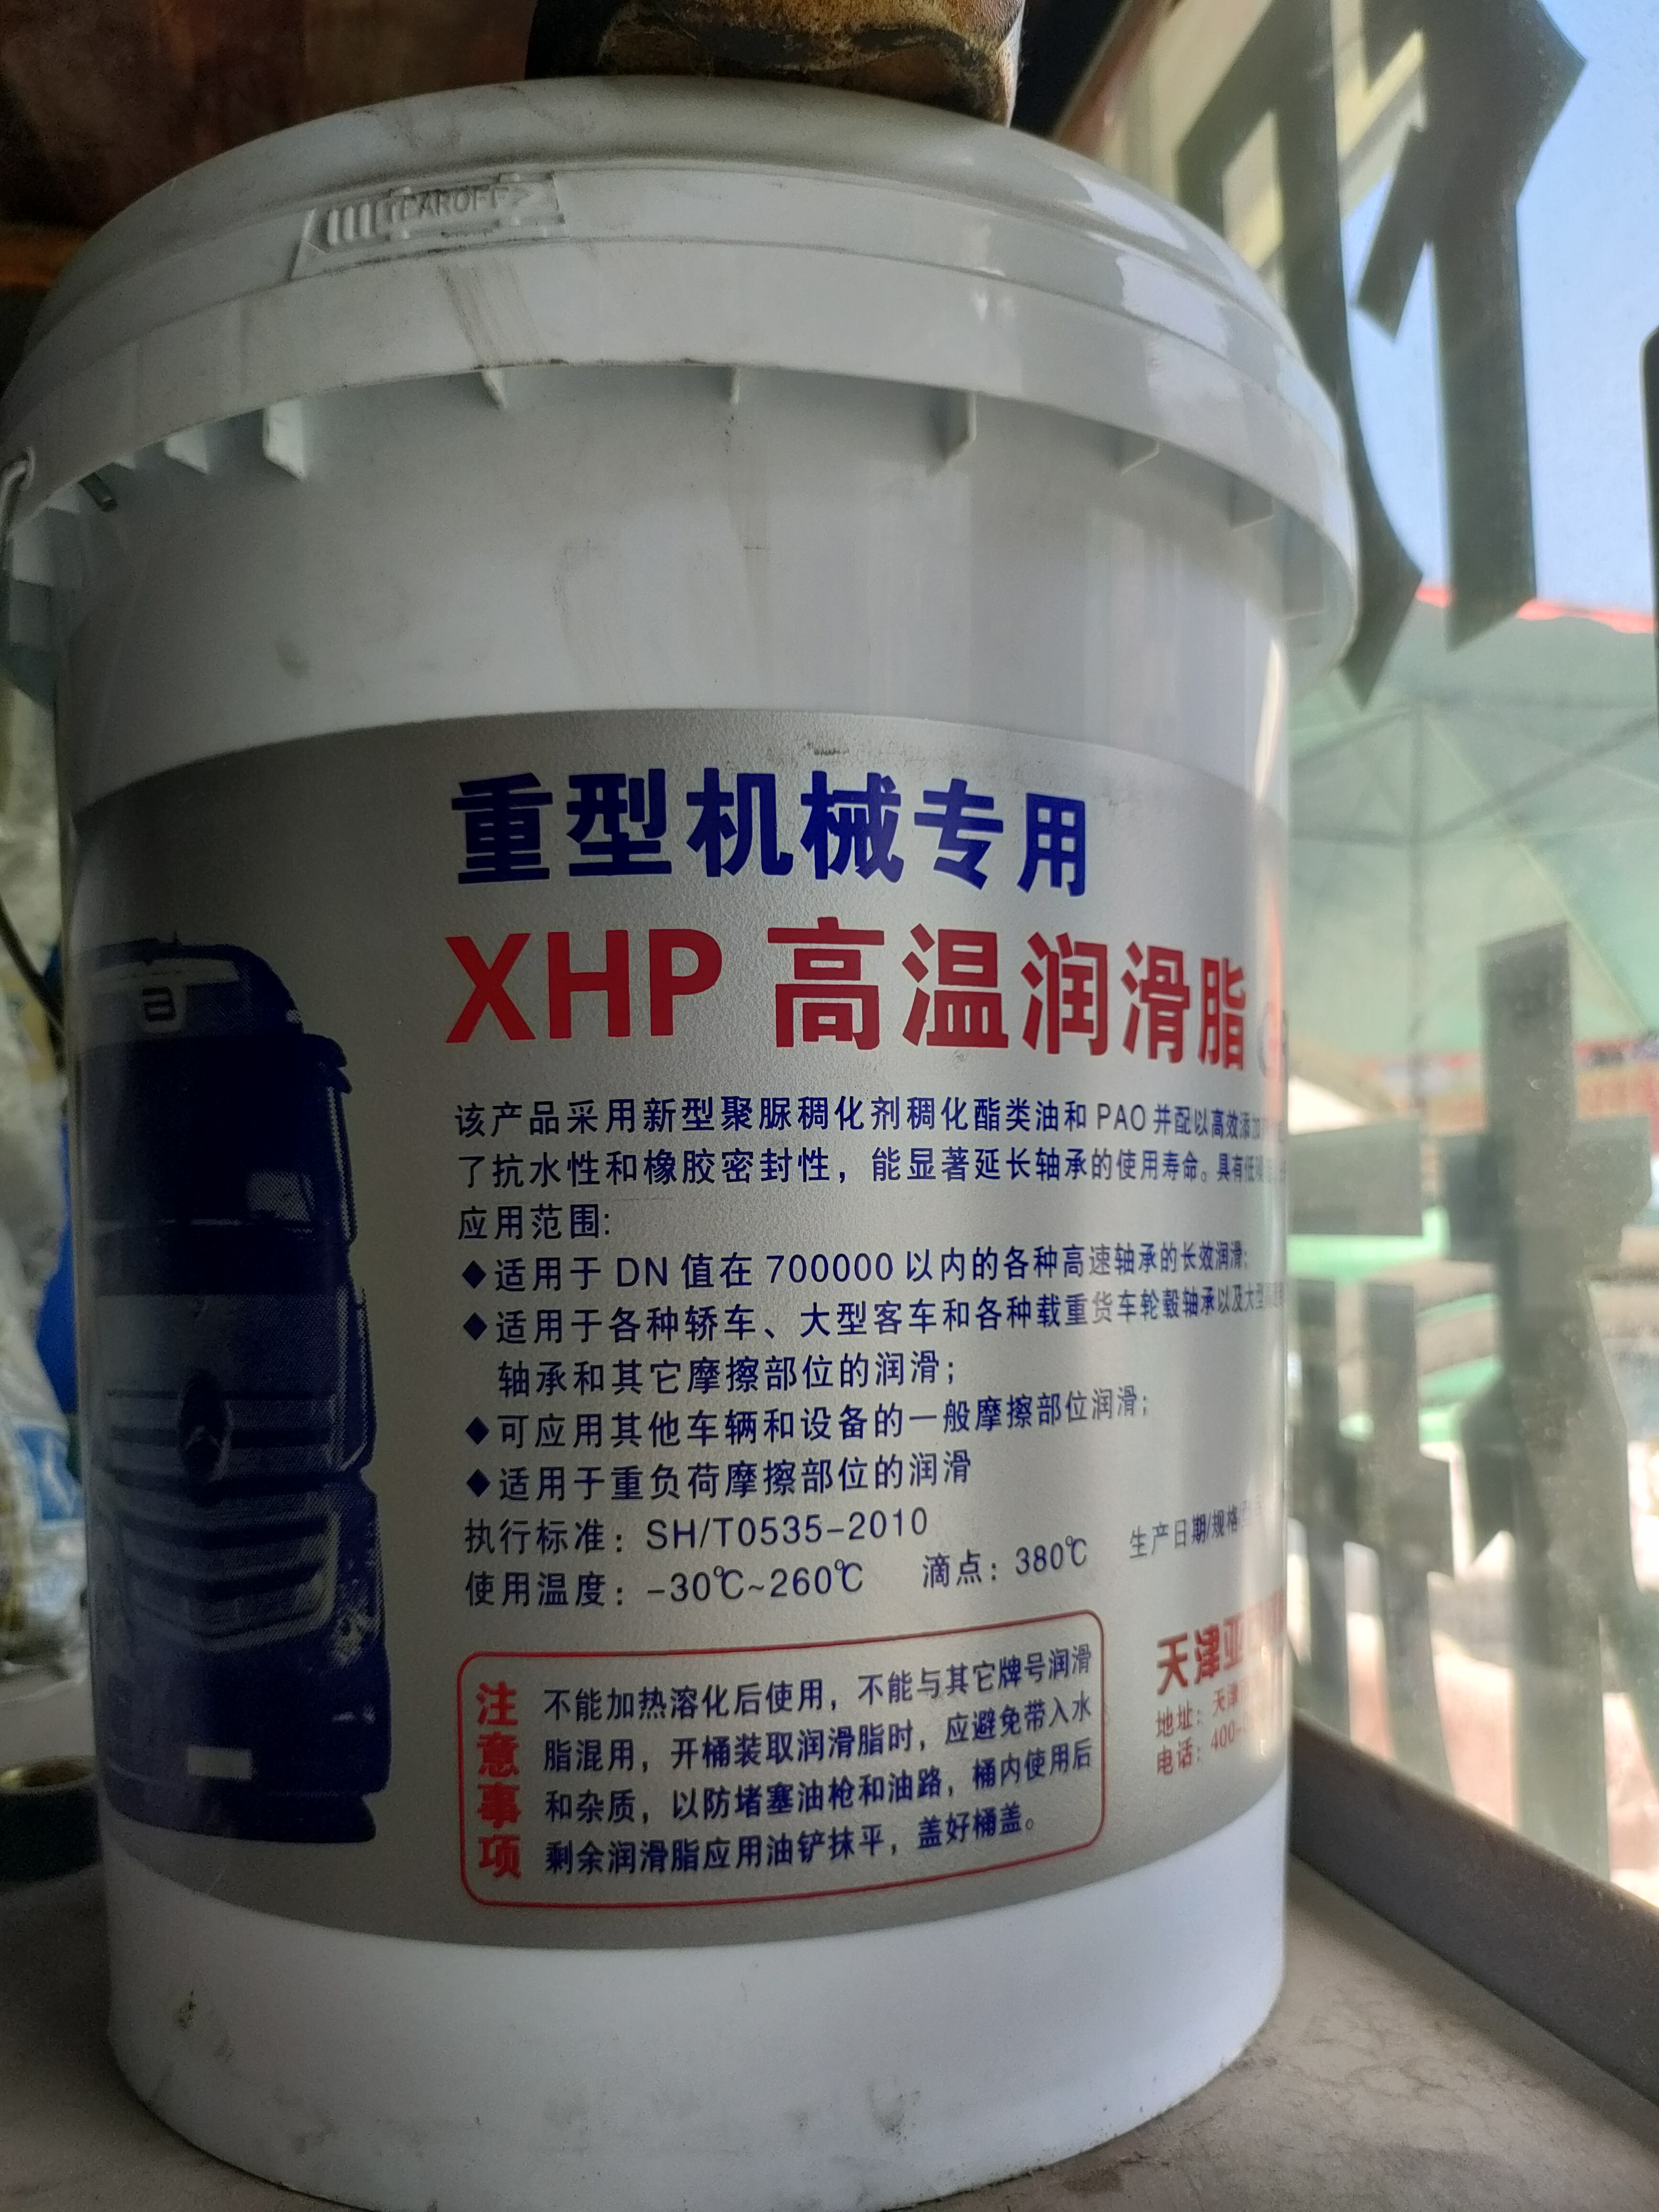 TEAROFF
重型机械专用
XHP 高温润滑脂
该产品采用新型聚脲稠化剂稠化酯类油和 PAO 并配以高效添加
了抗水性和橡胶密封性，能显著延长轴承的使用寿命。具有低
应用范围:
◆适用于 DN 值在 700000 以内的各种高速轴承的长效润滑;
◆适用于各种轿车、大型客车和各种载重货车轮毂轴承以及大型
轴承和其它摩擦部位的润滑；
◆可应用其他车辆和设备的一般摩擦部位润滑;
◆适用于重负荷摩擦部位的润滑
执行标准：SH/T0535-2010
使用温度：-30℃~260℃ 滴点：380℃ 生产日期/规格
注意事项
不能加热溶化后使用，不能与其它牌号润滑
脂混用，开桶装取润滑脂时，应避免带入水
和杂质，以防堵塞油枪和油路，桶内使用后
剩余润滑脂应用油铲抹平，盖好桶盖。
天津亚
地址：天津
电话：400-